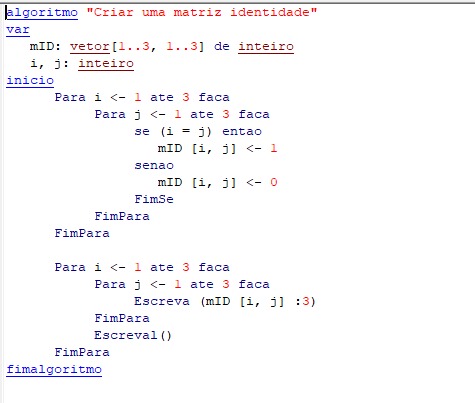 algoritmo "Criar uma matriz identidade"
var
   mID: vetor[1..3, 1..3] de inteiro
   i, j: inteiro
inicio
      Para i <- 1 ate 3 faca
           Para j <- 1 ate 3 faca
                se (i = j) entao
                   mID [i, j] <- 1
                senao
                   mID [i, j] <- 0
                FimSe
           FimPara
      FimPara

      Para i <- 1 ate 3 faca
           Para j <- 1 ate 3 faca
                Escreva (mID [i, j] :3)
           FimPara
           Escreval()
      FimPara
fimalgoritmo